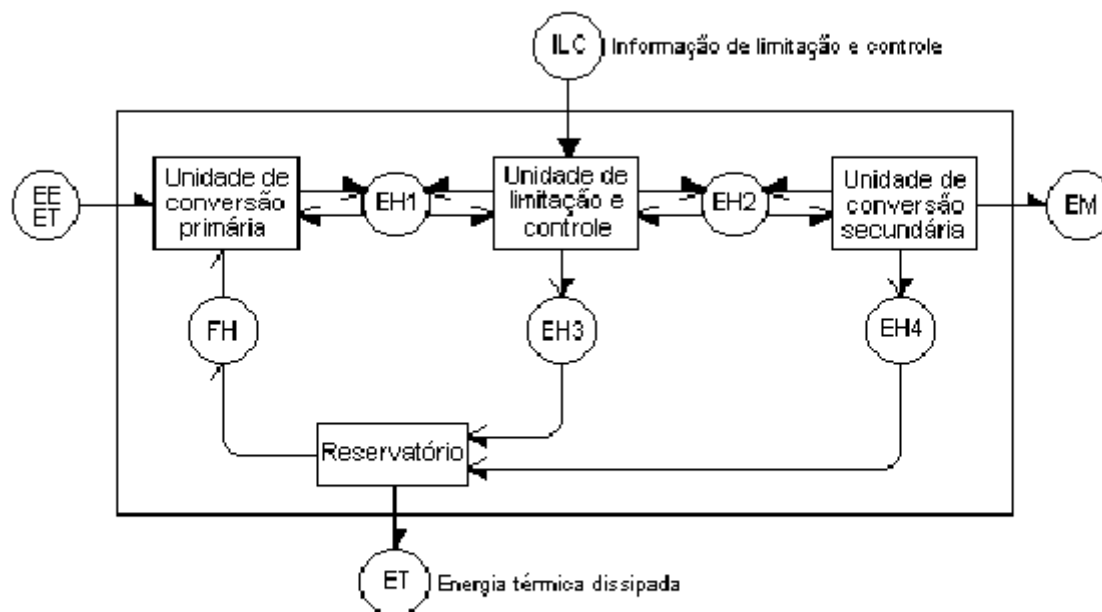 ILC
Informação de limitação e controle
EE
ET
Unidade de
conversão
primária
EH1
Unidade de
limitação e
controle
EH2
Unidade de
conversão
secundária
EM
FH
EH3
EH4
Reservatório
ET
Energia térmica dissipada